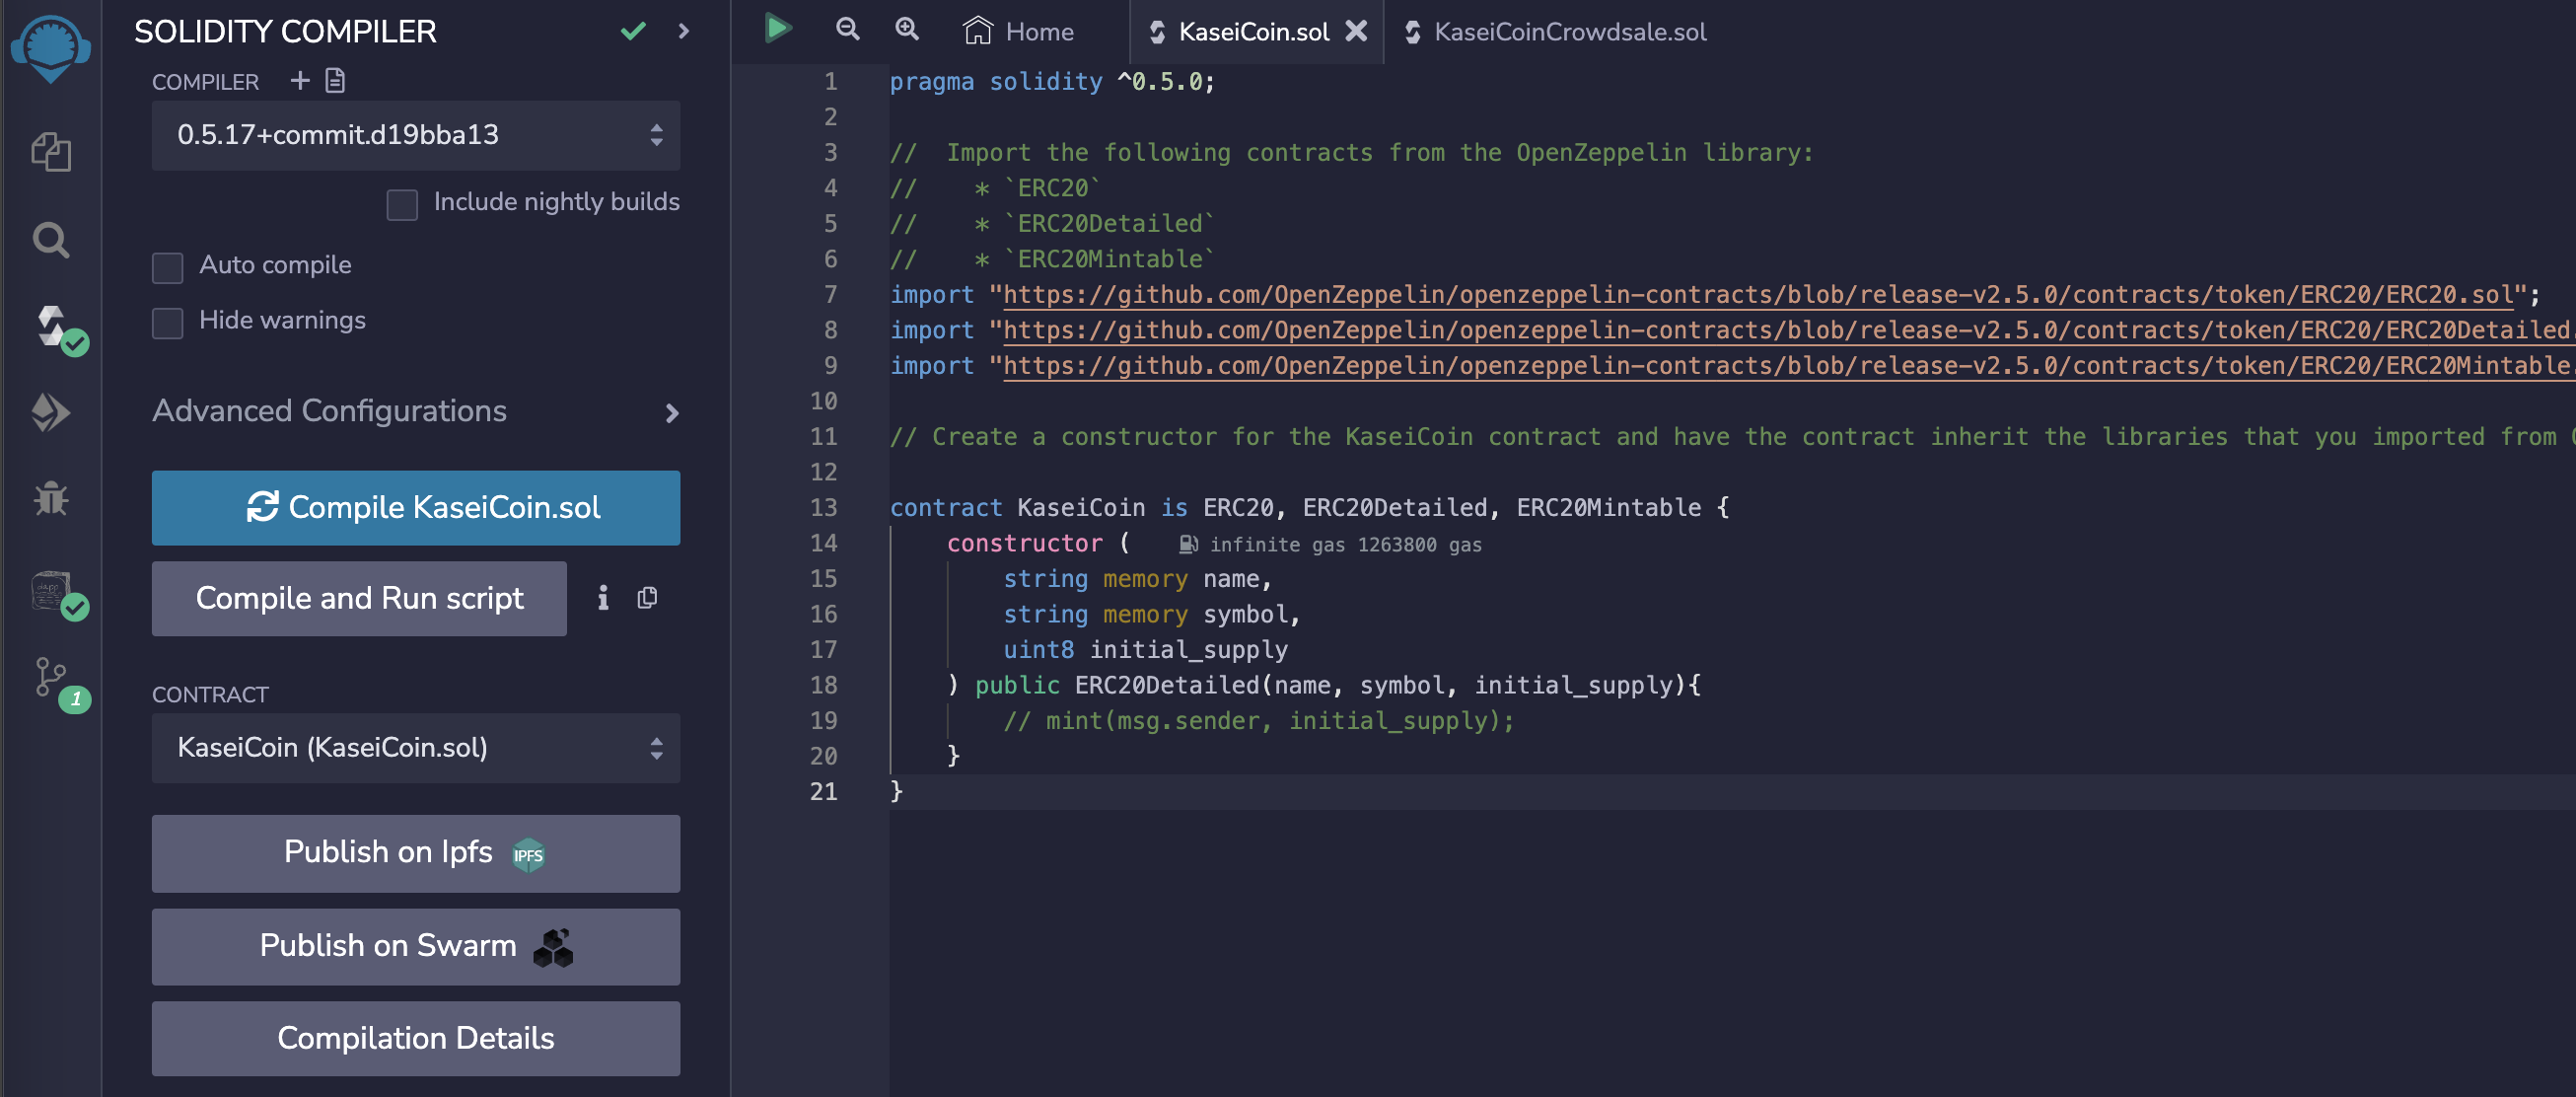 SOLIDITY COMPILER
COMPILER
0.5.17+commit.d19bba13
Include nightly builds
Auto compile
Hide warnings
Advanced Configurations
Compile KaseiCoin.sol
Compile and Run script
CONTRACT
KaseiCoin (KaseiCoin.sol)
Publish on Ipfs IPFS
Publish on Swarm
Compilation Details
1
Home
KaseiCoin.sol
KaseiCoinCrowdsale.sol
1 pragma solidity ^0.5.0;
2
3 //  Import the following contracts from the OpenZeppelin library:
4 //    * `ERC20`
5 //    * `ERC20Detailed`
6 //    * `ERC20Mintable`
7 import "https://github.com/OpenZeppelin/openzeppelin-contracts/blob/release-v2.5.0/contracts/token/ERC20/ERC20.sol";
8 import "https://github.com/OpenZeppelin/openzeppelin-contracts/blob/release-v2.5.0/contracts/token/ERC20/ERC20Detailed.
9 import "https://github.com/OpenZeppelin/openzeppelin-contracts/blob/release-v2.5.0/contracts/token/ERC20/ERC20Mintable.
10
11 // Create a constructor for the KaseiCoin contract and have the contract inherit the libraries that you imported from
12
13 contract KaseiCoin is ERC20, ERC20Detailed, ERC20Mintable {
14     constructor (   infinite gas 1263800 gas
15         string memory name,
16         string memory symbol,
17         uint8 initial_supply
18     ) public ERC20Detailed(name, symbol, initial_supply){
19         // mint(msg.sender, initial_supply);
20     }
21 }